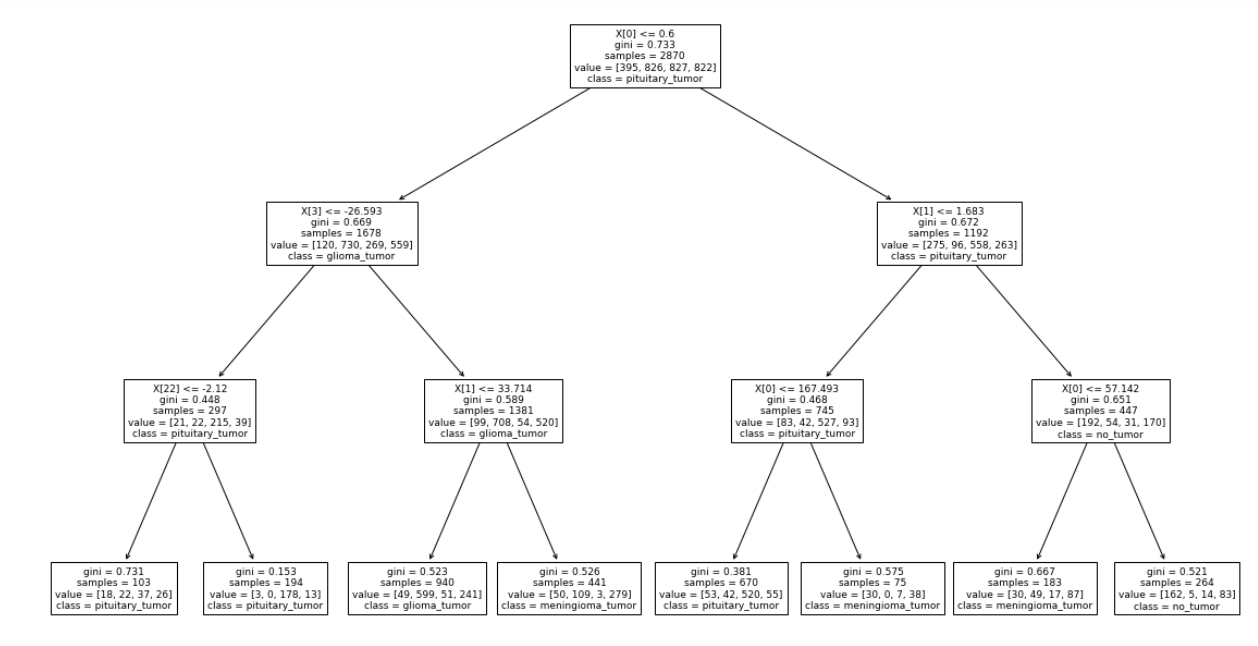 X[0] <= 0.6
gini = 0.733
samples = 2870
value = [395, 826, 827, 822]
class = pituitary_tumor
X[3] <= -26.593
gini = 0.669
samples = 1678
value = [120, 730, 269, 559]
class = glioma_tumor
X[1] <= 1.683
gini = 0.672
samples = 1192
value = [275, 96, 558, 263]
class = pituitary_tumor
X[22] <= -2.12
gini = 0.448
samples = 297
value = [21, 22, 215, 39]
class = pituitary_tumor
X[1] <= 33.714
gini = 0.589
samples = 1381
value = [99, 708, 54, 520]
class = glioma_tumor
X[0] <= 167.493
gini = 0.468
samples = 745
value = [83, 42, 527, 93]
class = pituitary_tumor
X[0] <= 57.142
gini = 0.651
samples = 447
value = [192, 54, 31, 170]
class = no_tumor
gini = 0.731
samples = 103
value = [18, 22, 37, 26]
class = pituitary_tumor
gini = 0.153
samples = 194
value = [3, 0, 178, 13]
class = pituitary_tumor
gini = 0.523
samples = 940
value = [49, 599, 51, 241]
class = glioma_tumor
gini = 0.526
samples = 441
value = [50, 109, 3, 279]
class = meningioma_tumor
gini = 0.381
samples = 670
value = [53, 42, 520, 55]
class = pituitary_tumor
gini = 0.575
samples = 75
value = [30, 0, 7, 38]
class = meningioma_tumor
gini = 0.667
samples = 183
value = [30, 49, 17, 87]
class = meningioma_tumor
gini = 0.521
samples = 264
value = [162, 5, 14, 83]
class = no_tumor